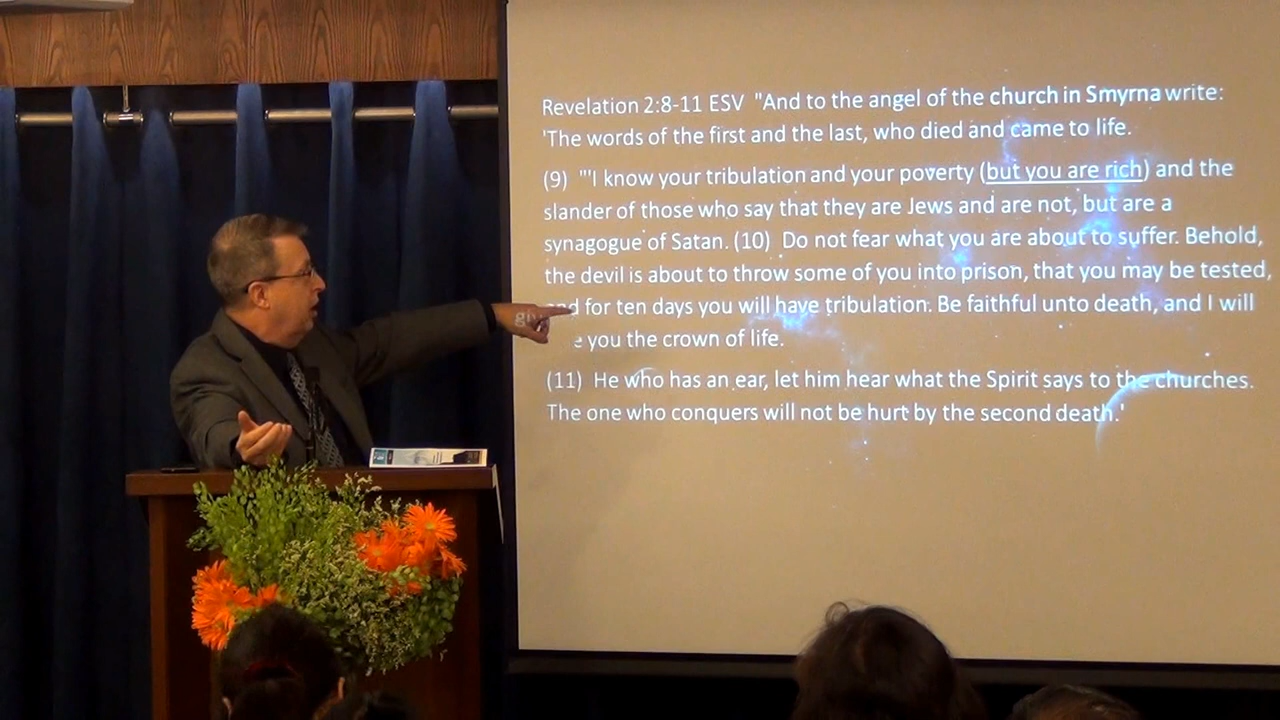 Revelation 2:8-11 ESV "And to the angel of the church in Smyrna write:
'The words of the first and the last, who died and came to life.
(9) "'I know your tribulation and your poverty (but you are rich) and the
slander of those who say that they are Jews and are not, but are a
synagogue of Satan. (10) Do not fear what you are about to suffer. Behold,
the devil is about to throw some of you into prison, that you may be tested,
and for ten days you will have tribulation. Be faithful unto death, and I will
give you the crown of life.
(11) He who has an ear, let him hear what the Spirit says to the churches.
The one who conquers will not be hurt by the second death.'